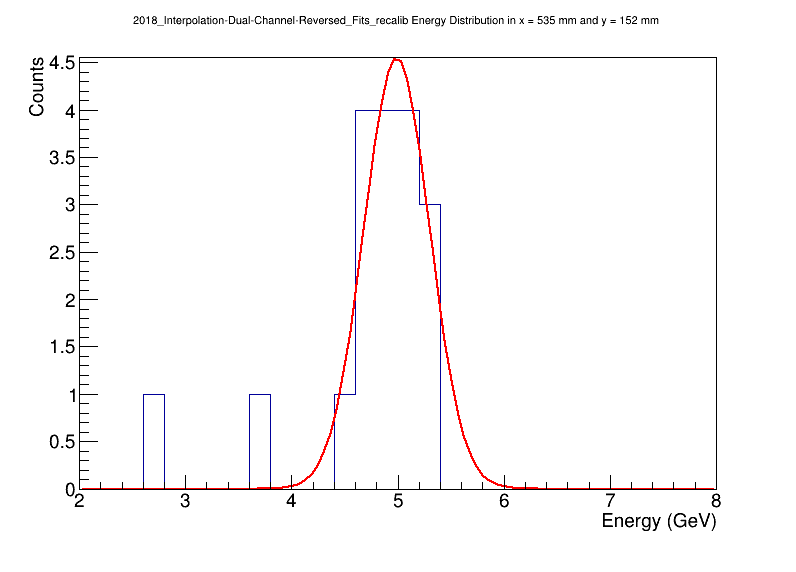 2018_Interpolation-Dual-Channel-Reversed_Fits_recalib Energy Distribution in x = 535 mm and y = 152 mm
Counts
4.5
4
3.5
3
2.5
2
1.5
1
0.5
0
2 3 4 5 6 7 8
Energy (GeV)